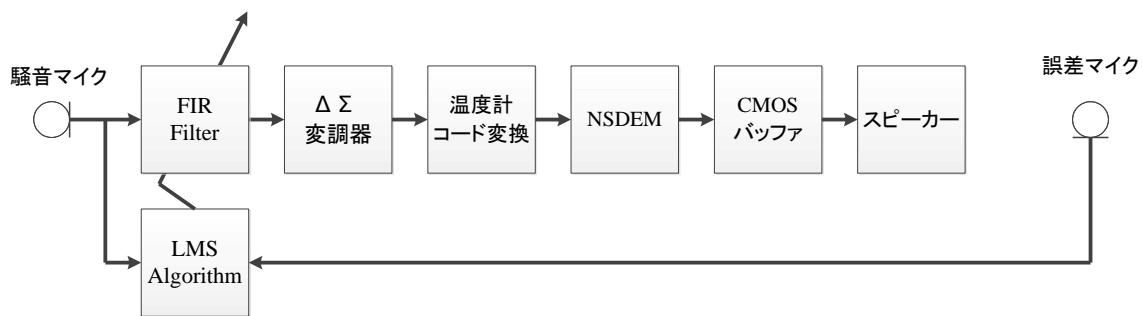 騒音マイク
FIR
Filter
ΔΣ
変調器
温度計
コード変換
NSDEM
CMOS
バッファ
スピーカー
誤差マイク
LMS
Algorithm